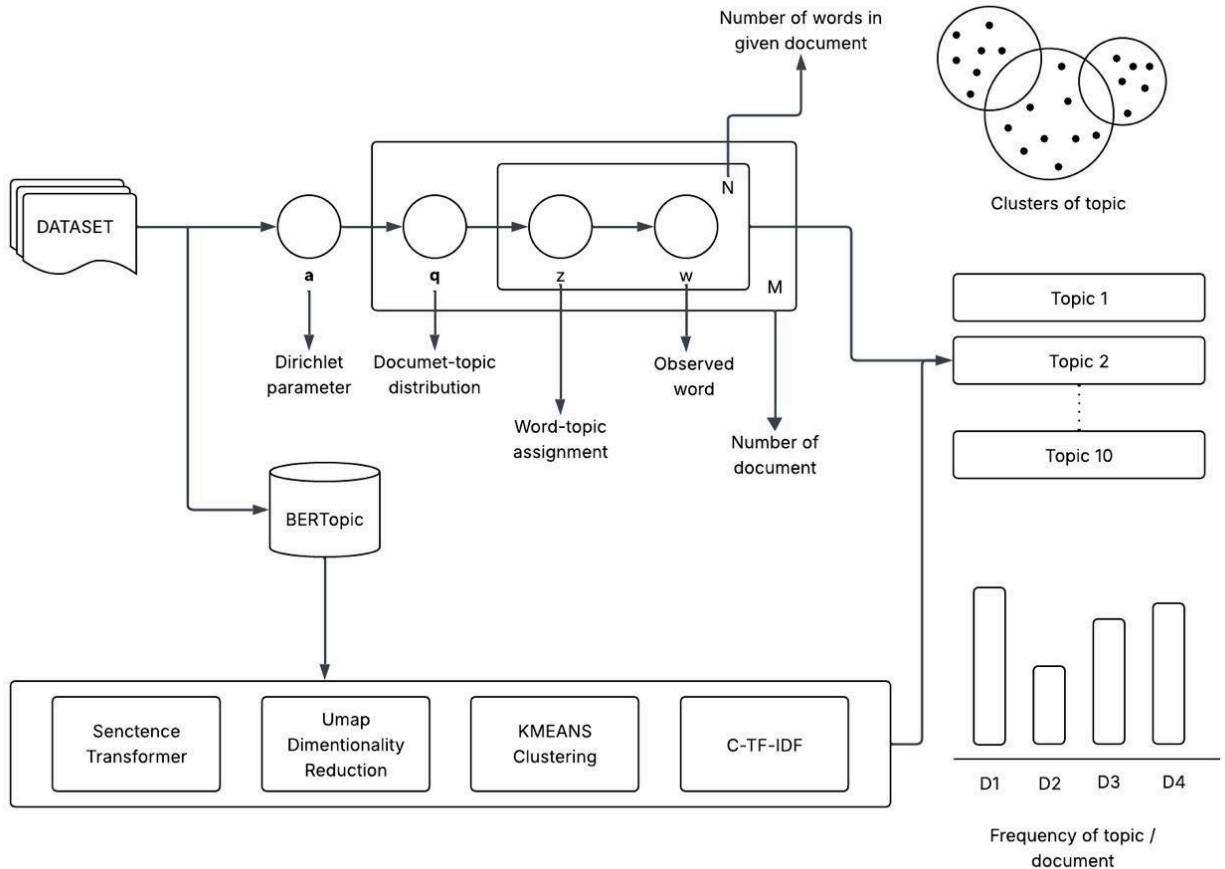 Number of words in
given document
Clusters of topic
DATASET
N
a
q
z
w
M
Dirichlet
parameter
Documet-topic
distribution
Word-topic
assignment
Observed
word
Number of
document
Topic 1
Topic 2
Topic 10
BERTopic
Senctence
Transformer
Umap
Dimentionality
Reduction
KMEANS
Clustering
C-TF-IDF
D1
D2
D3
D4
Frequency of topic /
document